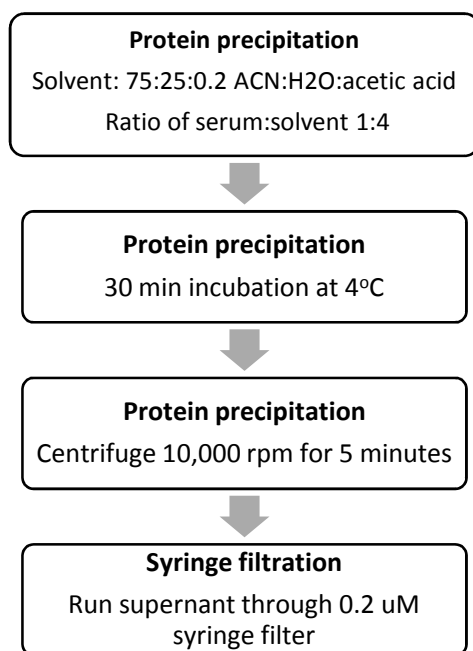 Protein precipitation
Solvent: 75:25:0.2 ACN:H2O:acetic acid
Ratio of serum:solvent 1:4
Protein precipitation
30 min incubation at 4°C
Protein precipitation
Centrifuge 10,000 rpm for 5 minutes
Syringe filtration
Run supernant through 0.2 uM
syringe filter